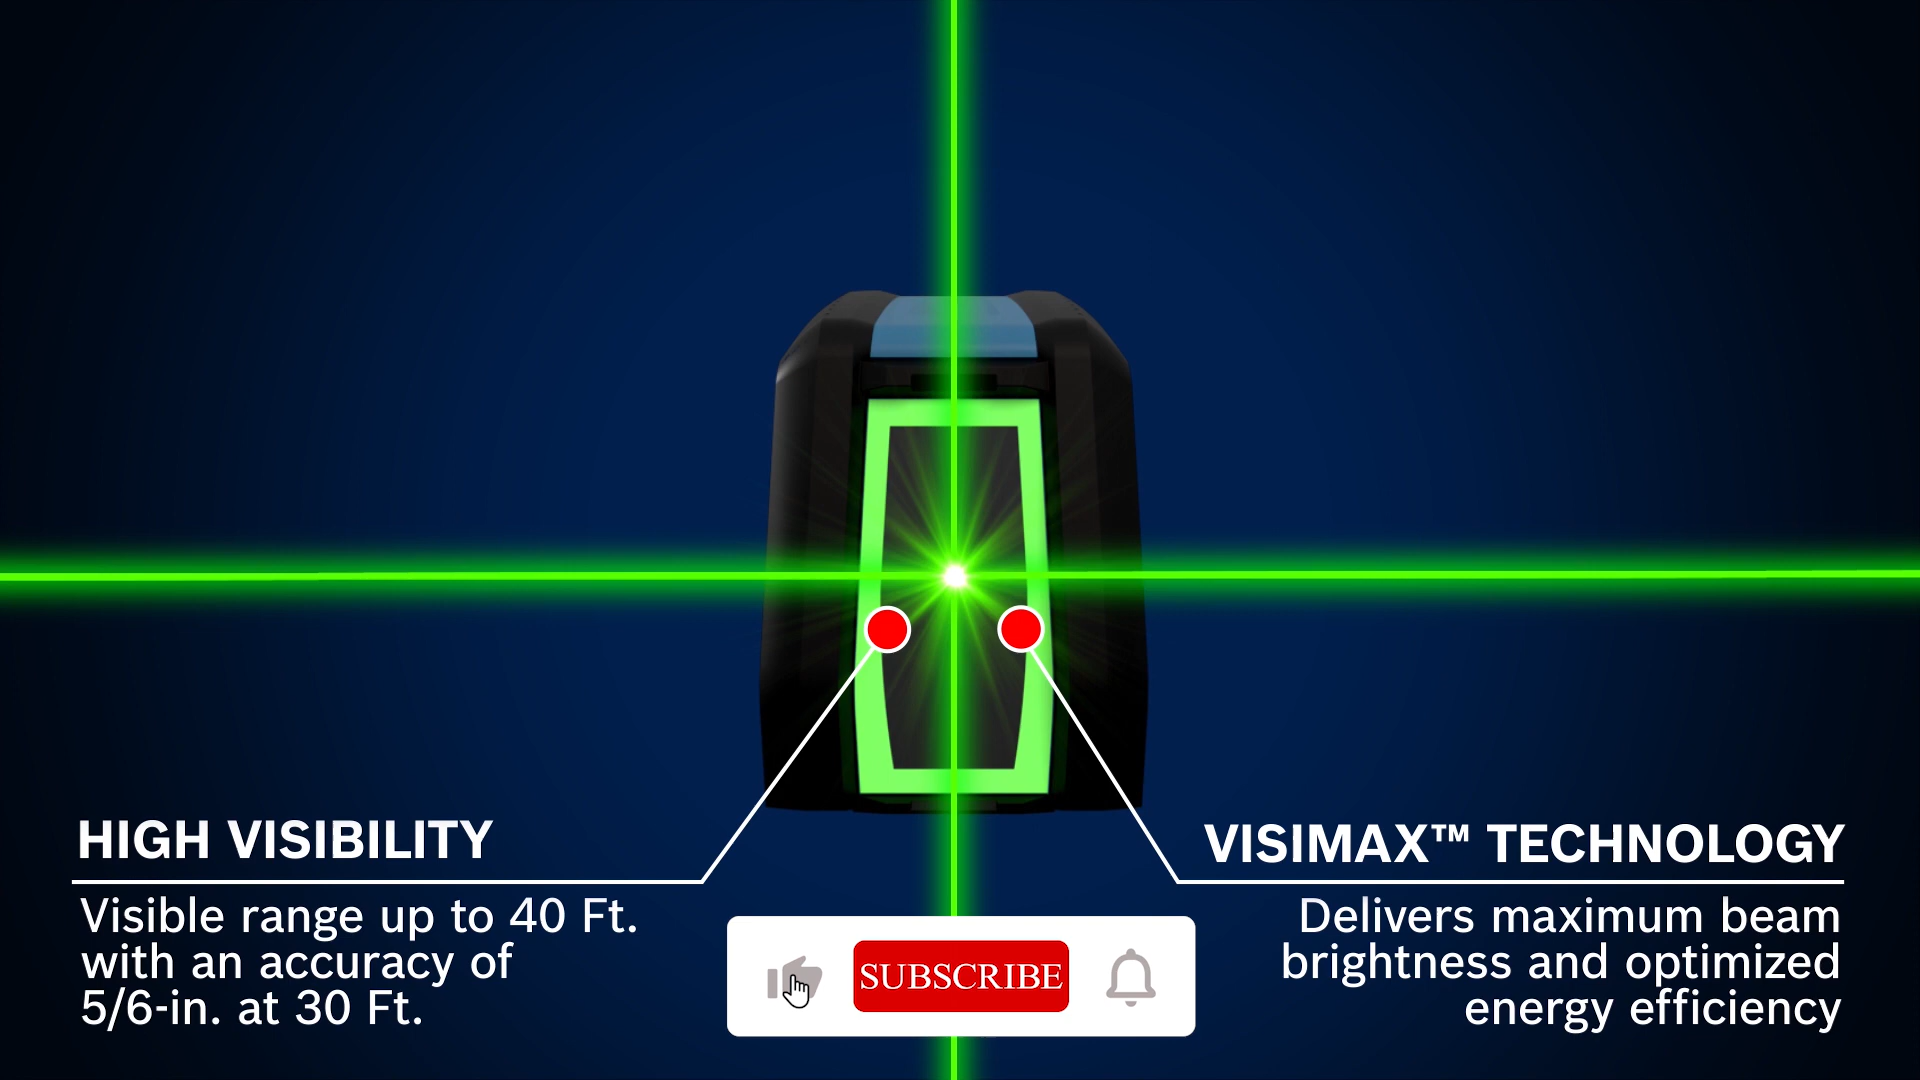 HIGH VISIBILITY
Visible range up to 40 Ft.
with an accuracy of
5/6-in. at 30 Ft.
VISIMAX™ TECHNOLOGY
Delivers maximum beam
brightness and optimized
energy efficiency
SUBSCRIBE